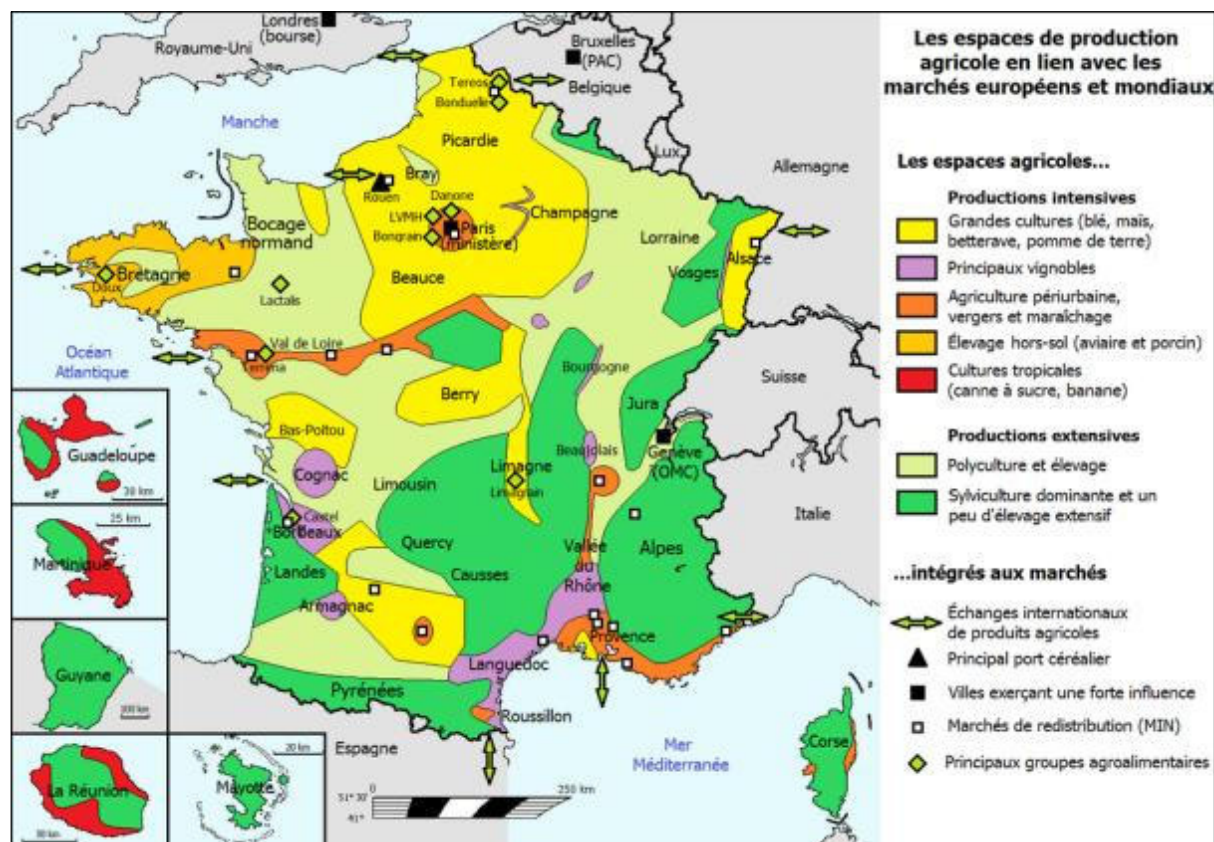 Les espaces de production
agricole en lien avec les
marchés européens et mondiaux
Les espaces agricoles...
Productions intensives
Grandes cultures (blé, maïs,
betterave, pomme de terre)
Principaux vignobles
Agriculture périurbaine,
vergers et maraîchage
Élevage hors-sol (aviaire et porcin)
Cultures tropicales
(canne à sucre, banane)
Productions extensives
Polyculture et élevage
Sylviculture dominante et un
peu d'élevage extensif
...intégrés aux marchés
Échanges internationaux
de produits agricoles
Principal port céréalier
Villes exerçant une forte influence
Marchés de redistribution (MIN)
Principaux groupes agroalimentaires
Londres
(bourse)
Royaume-Uni
Bruxelles
(PAC)
Belgique
Tereos
Bonduelle
Manche
Picardie
Lux.
Allemagne
Bray
Rouen
Danone
LVMH
Champagne
Paris
(ministère)
Bongrain
Bocage
normand
Lorraine
Alsace
Vosges
Bretagne
Doux
Beauce
Lactalis
Océan
Atlantique
Val de Loire
Terrena
Bourgogne
Suisse
Berry
Jura
Bas-Poitou
Genève
(OMC)
Beaujolais
Cognac
Limousin
Limagne
Limagrain
Italie
Castel
Bordeaux
Quercy
Vallée
du
Rhône
Alpes
Landes
Causses
Armagnac
Provence
Languedoc
Pyrénées
Roussillon
Espagne
Mer
Méditerranée
Corse
Guadeloupe
20 km
25 km
Martinique
Guyane
100 km
La Réunion
30 km
20 km
Mayotte
0
250 km
51° 30'
41°